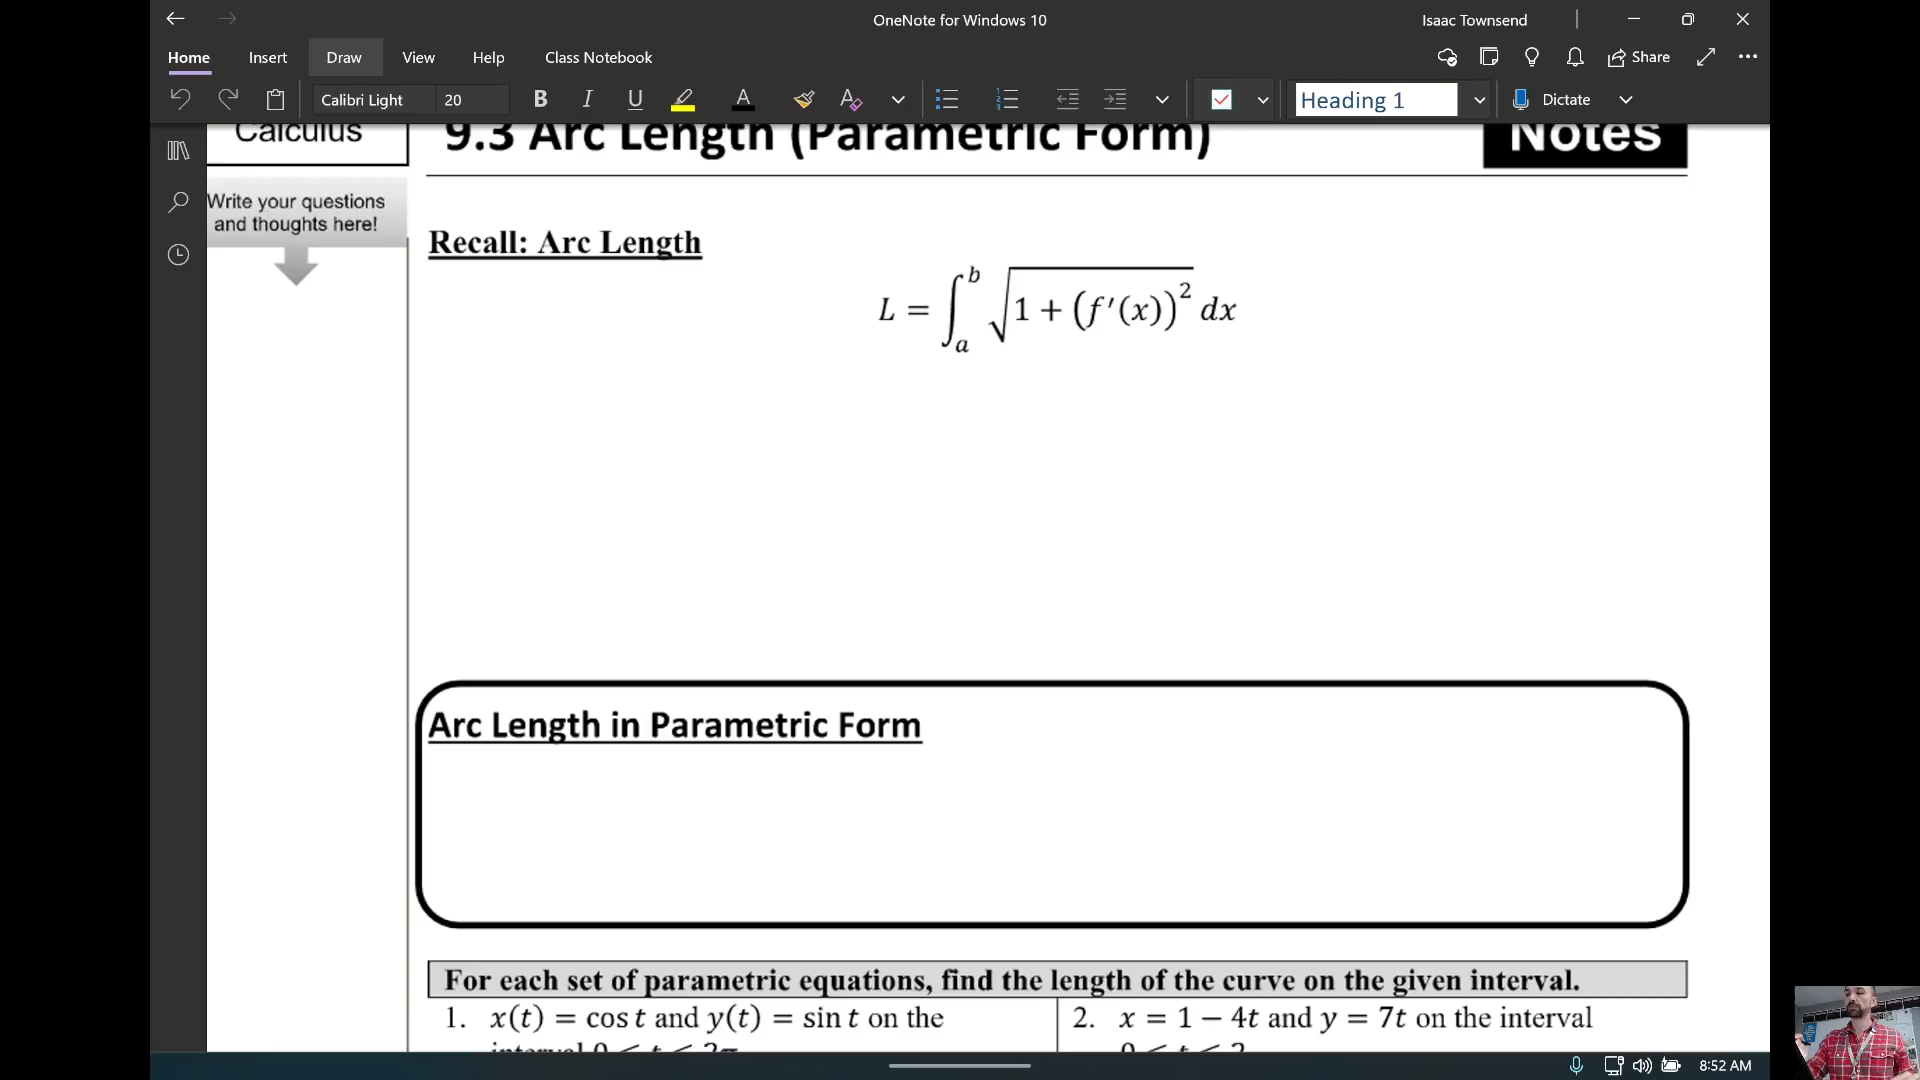 OneNote for Windows 10
Isaac Townsend
Home Insert Draw View Help Class Notebook
Share
Calibri Light 20 B I U A A Heading 1 Dictate
Calculus
9.3 Arc Length (Parametric Form)
Notes
Write your questions
and thoughts here!
Recall: Arc Length
L = ∫_a^b √(1 + (f′(x))²) dx
Arc Length in Parametric Form
For each set of parametric equations, find the length of the curve on the given interval.
1. x(t) = cos t and y(t) = sin t on the
interval 0 ≤ t ≤ 2π
2. x = 1 − 4t and y = 7t on the interval
8:52 AM